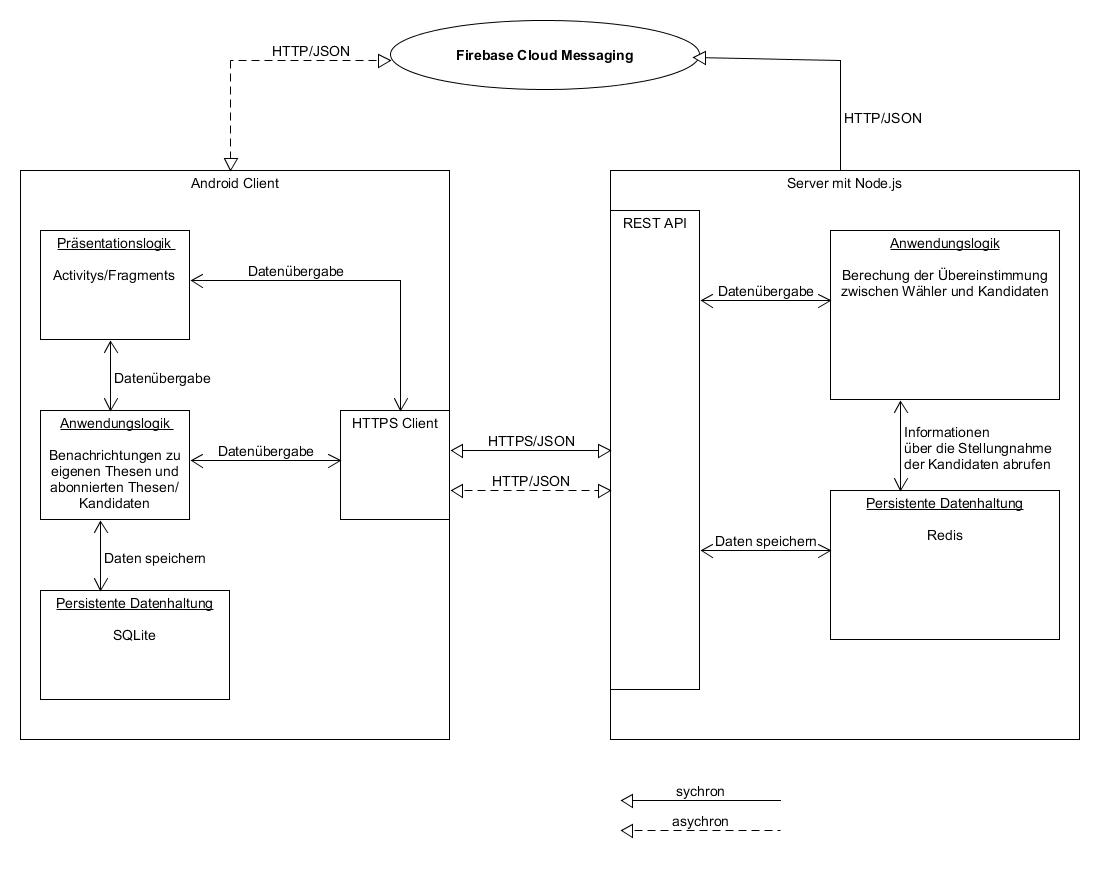 Firebase Cloud Messaging
HTTP/JSON
HTTP/JSON
Android Client
Präsentationslogik
Activitys/Fragments
Datenübergabe
Datenübergabe
Anwendungslogik
Benachrichtungen zu
eigenen Thesen und
abonnierten Thesen/
Kandidaten
Datenübergabe
HTTPS Client
Daten speichern
Persistente Datenhaltung
SQLite
HTTPS/JSON
HTTP/JSON
Server mit Node.js
REST API
Datenübergabe
Anwendungslogik
Berechung der Übereinstimmung
zwischen Wähler und Kandidaten
Informationen
über die Stellungnahme
der Kandidaten abrufen
Daten speichern
Persistente Datenhaltung
Redis
sychron
asychron